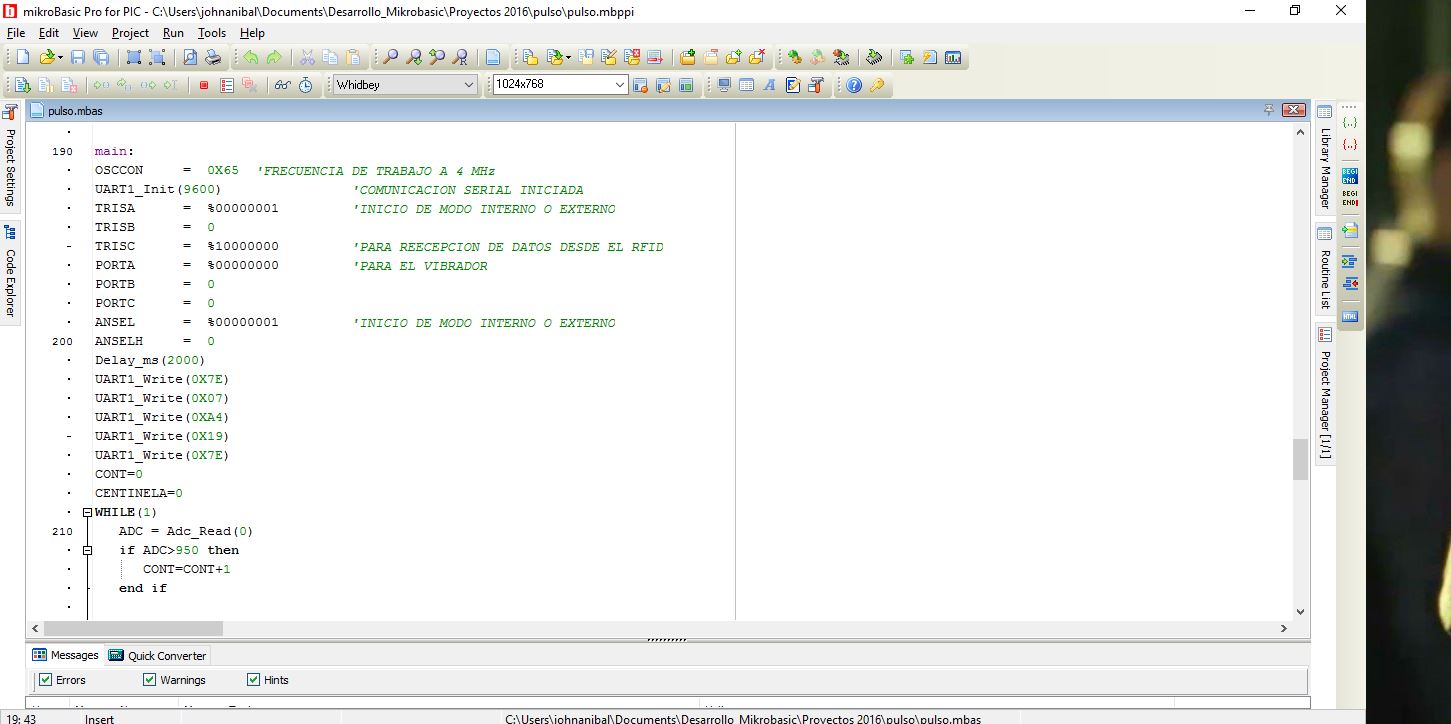 mikroBasic Pro for PIC - C:\Users\johnanibal\Documents\Desarrollo_Mikrobasic\Proyectos 2016\pulso\pulso.mbppi
File Edit View Project Run Tools Help
Whidbey 1024x768
pulso.mbas
190 main:
OSCCON = 0X65 'FRECUENCIA DE TRABAJO A 4 MHz
UART1_Init(9600) 'COMUNICACION SERIAL INICIADA
TRISA = %00000001 'INICIO DE MODO INTERNO O EXTERNO
TRISB = 0
TRISC = %10000000 'PARA REECEPCION DE DATOS DESDE EL RFID
PORTA = %00000000 'PARA EL VIBRADOR
PORTB = 0
PORTC = 0
ANSEL = %00000001 'INICIO DE MODO INTERNO O EXTERNO
200 ANSELH = 0
Delay_ms(2000)
UART1_Write(0X7E)
UART1_Write(0X07)
UART1_Write(0XA4)
UART1_Write(0X19)
UART1_Write(0X7E)
CONT=0
CENTINELA=0
WHILE(1)
210 ADC = Adc_Read(0)
if ADC>950 then
CONT=CONT+1
end if
Project Settings
Code Explorer
Library Manager
Routine List
Project Manager [1/1]
{..}
{..}
BEGI
END
BEGI
END
HTML
Messages Quick Converter
Errors Warnings Hints
19: 43 Insert C:\Users\johnanibal\Documents\Desarrollo_Mikrobasic\Proyectos 2016\pulso\pulso.mbas